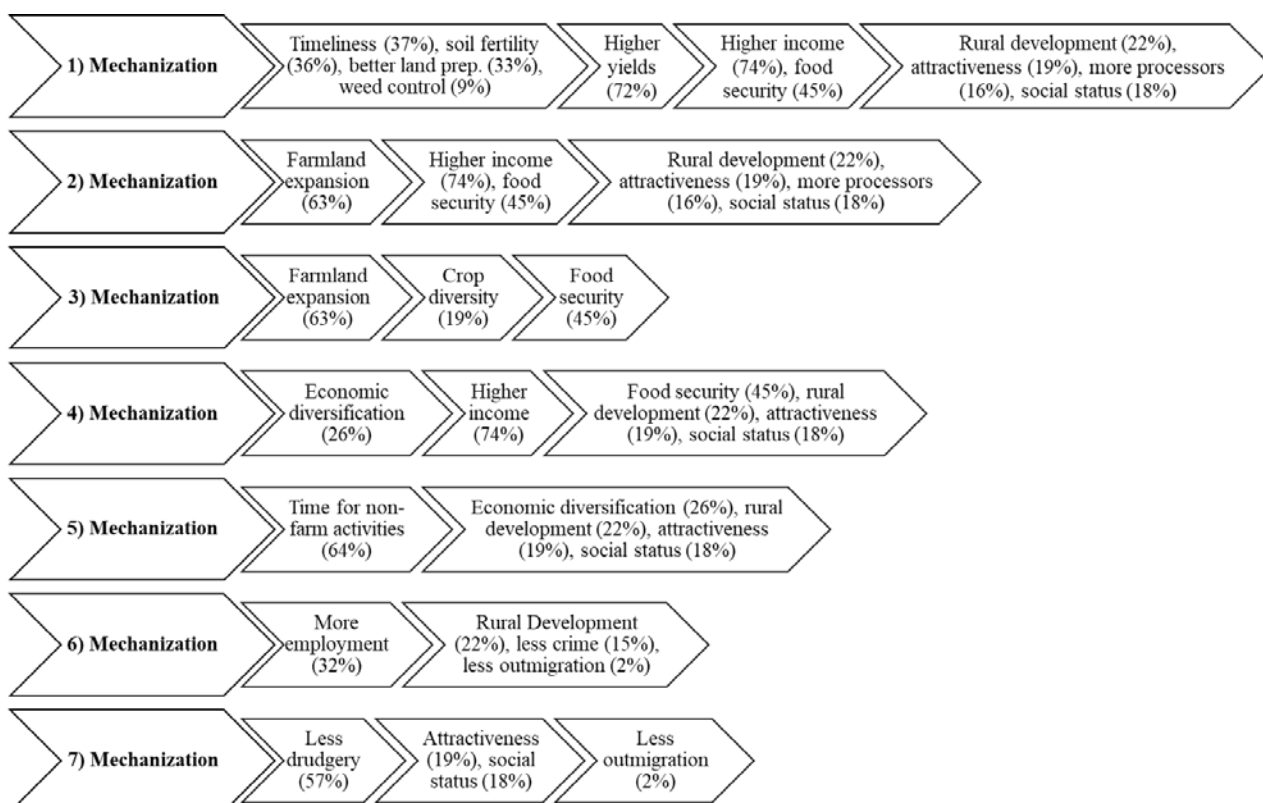 1) Mechanization
Timeliness (37%), soil fertility
(36%), better land prep. (33%),
weed control (9%)
Higher
yields
(72%)
Higher income
(74%), food
security (45%)
Rural development (22%),
attractiveness (19%), more processors
(16%), social status (18%)
2) Mechanization
Farmland
expansion
(63%)
Higher income
(74%), food
security (45%)
Rural development (22%),
attractiveness (19%), more processors
(16%), social status (18%)
3) Mechanization
Farmland
expansion
(63%)
Crop
diversity
(19%)
Food
security
(45%)
4) Mechanization
Economic
diversification
(26%)
Higher
income
(74%)
Food security (45%), rural
development (22%), attractiveness
(19%), social status (18%)
5) Mechanization
Time for non-
farm activities
(64%)
Economic diversification (26%), rural
development (22%), attractiveness
(19%), social status (18%)
6) Mechanization
More
employment
(32%)
Rural Development
(22%), less crime (15%),
less outmigration (2%)
7) Mechanization
Less
drudgery
(57%)
Attractiveness
(19%), social
status (18%)
Less
outmigration
(2%)